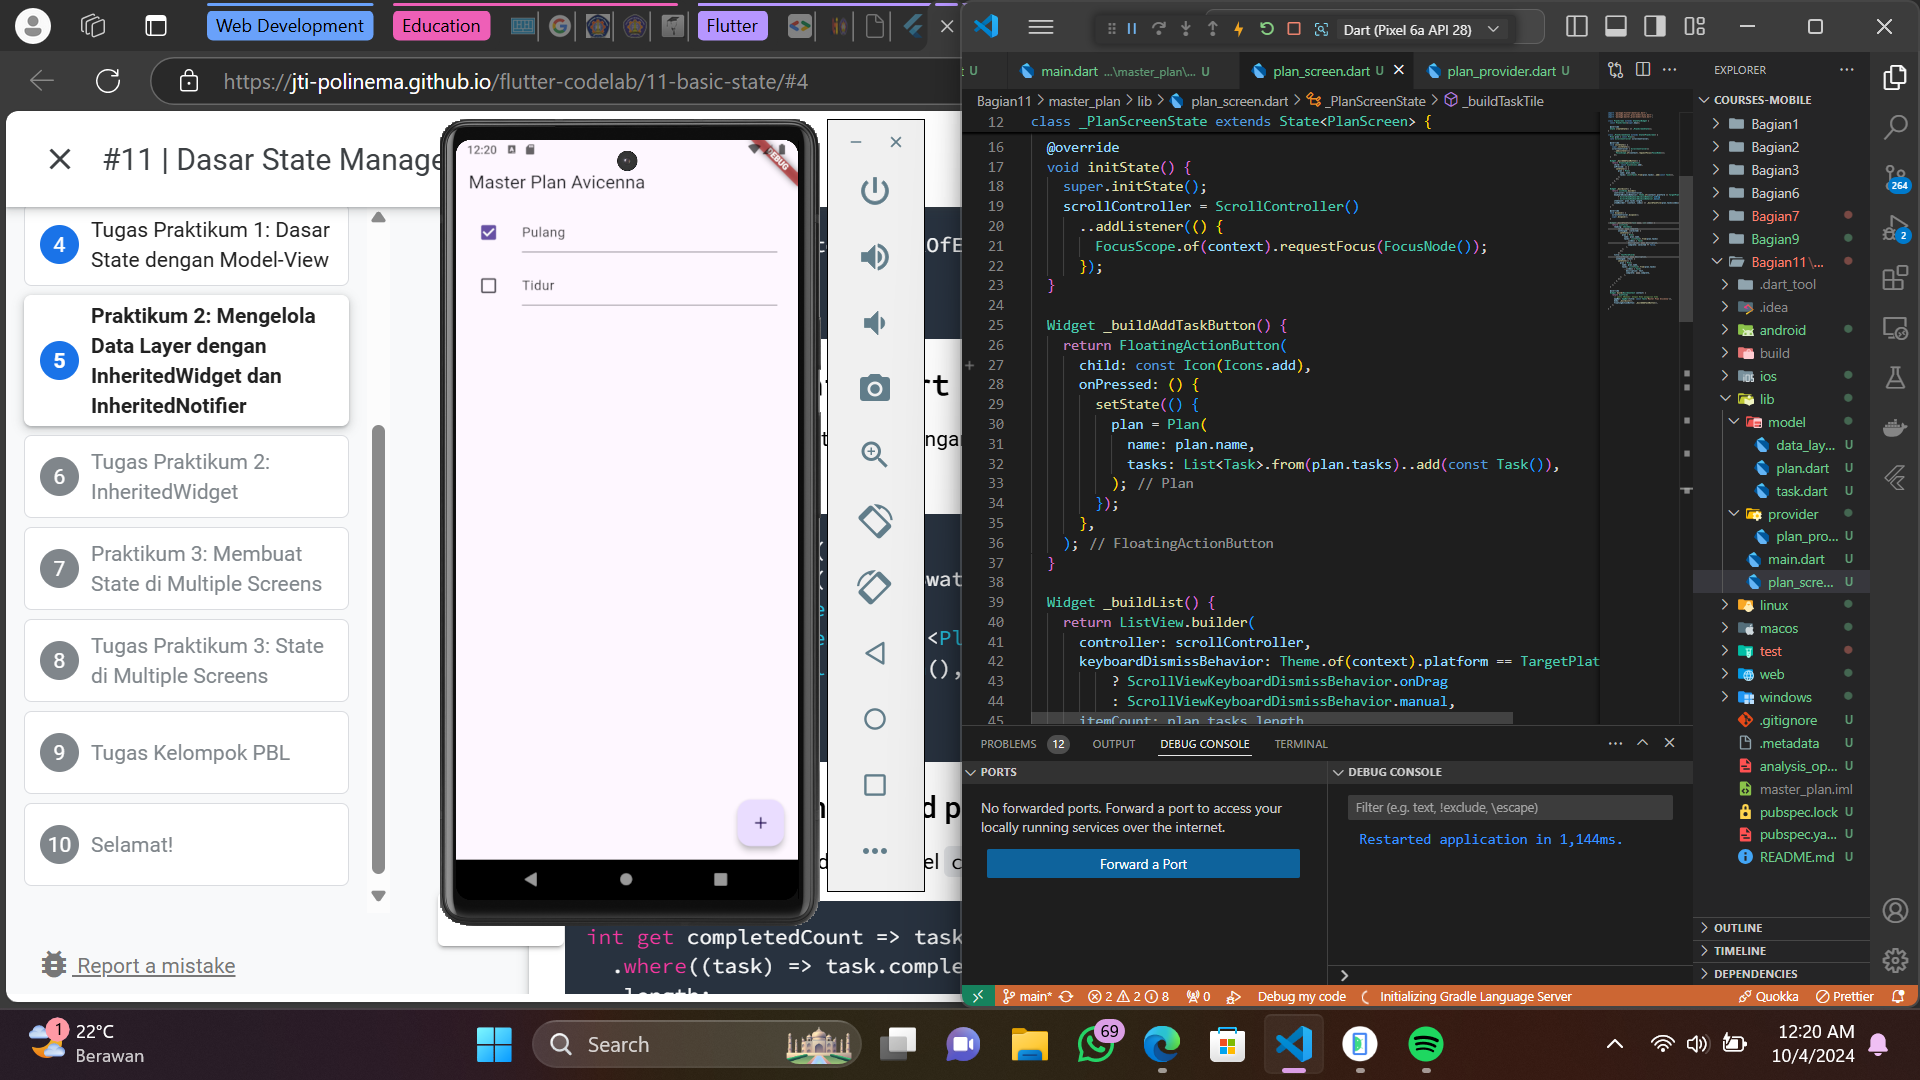 Web Development
Education
Flutter
https://jti-polinema.github.io/flutter-codelab/11-basic-state/#4
#11 | Dasar State Manage
4
Tugas Praktikum 1: Dasar
State dengan Model-View
5
Praktikum 2: Mengelola
Data Layer dengan
InheritedWidget dan
InheritedNotifier
6
Tugas Praktikum 2:
InheritedWidget
7
Praktikum 3: Membuat
State di Multiple Screens
8
Tugas Praktikum 3: State
di Multiple Screens
9
Tugas Kelompok PBL
10
Selamat!
Report a mistake
12:20
DEBUG
Master Plan Avicenna
Pulang
Tidur
+
int get completedCount => task
.where((task) => task.comple
Dart (Pixel 6a API 28)
main.dart ...\master_plan\... U
plan_screen.dart U
plan_provider.dart U
Bagian11 > master_plan > lib > plan_screen.dart > _PlanScreenState > _buildTaskTile
12 class _PlanScreenState extends State<PlanScreen> {
16 @override
17 void initState() {
18 super.initState();
19 scrollController = ScrollController()
20 ..addListener(() {
21 FocusScope.of(context).requestFocus(FocusNode());
22 });
23 }
24
25 Widget _buildAddTaskButton() {
26 return FloatingActionButton(
27 child: const Icon(Icons.add),
28 onPressed: () {
29 setState(() {
30 plan = Plan(
31 name: plan.name,
32 tasks: List<Task>.from(plan.tasks)..add(const Task()),
33 ); // Plan
34 });
35 },
36 ); // FloatingActionButton
37 }
38
39 Widget _buildList() {
40 return ListView.builder(
41 controller: scrollController,
42 keyboardDismissBehavior: Theme.of(context).platform == TargetPlat
43 ? ScrollViewKeyboardDismissBehavior.onDrag
44 : ScrollViewKeyboardDismissBehavior.manual,
45 itemCount: plan.tasks.length
PROBLEMS 12
OUTPUT
DEBUG CONSOLE
TERMINAL
PORTS
No forwarded ports. Forward a port to access your
locally running services over the internet.
Forward a Port
DEBUG CONSOLE
Filter (e.g. text, !exclude, \escape)
Restarted application in 1,144ms.
EXPLORER
COURSES-MOBILE
Bagian1
Bagian2
Bagian3
Bagian6
Bagian7
Bagian9
Bagian11\...
.dart_tool
.idea
android
build
ios
lib
model
data_lay... U
plan.dart U
task.dart U
provider
plan_pro... U
main.dart U
plan_scre... U
linux
macos
test
web
windows
.gitignore U
.metadata U
analysis_op... U
master_plan.iml
pubspec.lock U
pubspec.ya... U
README.md U
OUTLINE
TIMELINE
DEPENDENCIES
264
2
main*
2 2 8
0
Debug my code
Initializing Gradle Language Server
Quokka
Prettier
1
22°C
Berawan
Search
69
12:20 AM
10/4/2024